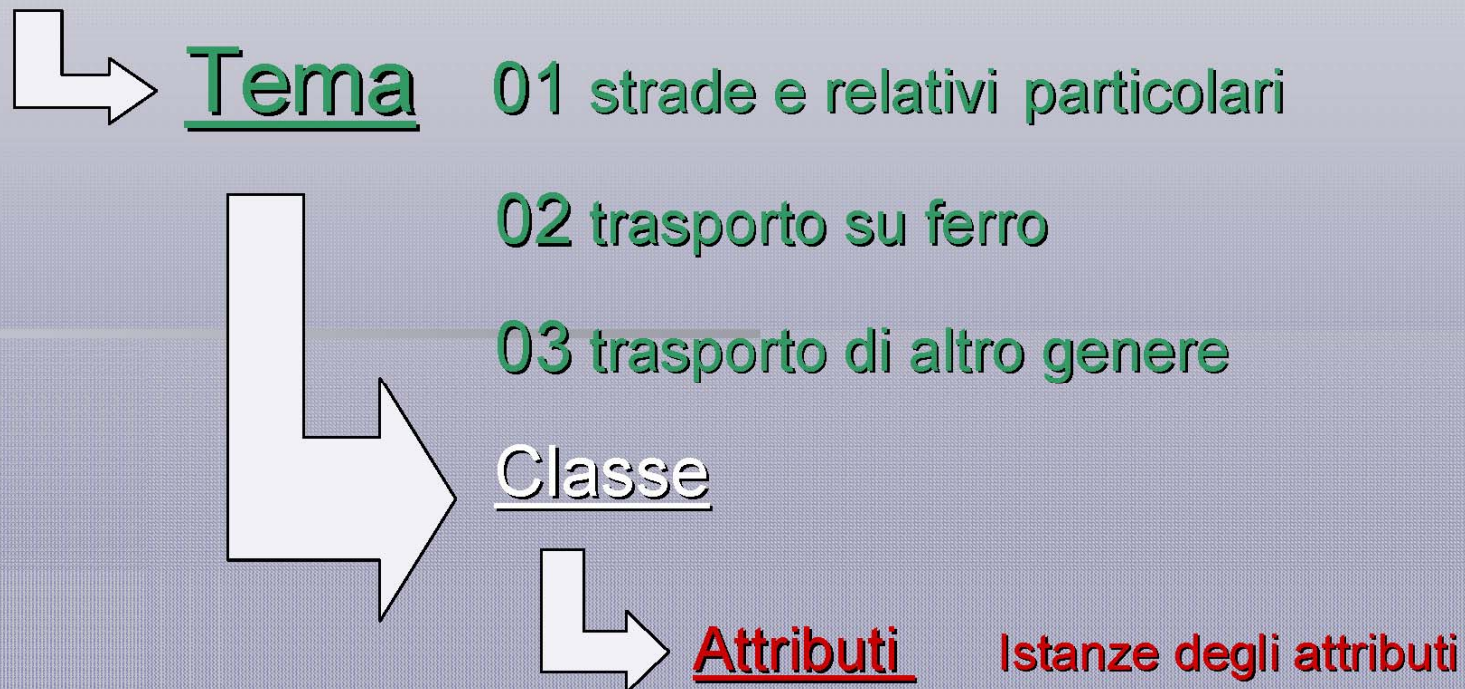 Tema 01 strade e relativi particolari
02 trasporto su ferro
03 trasporto di altro genere
Classe
Attributi Istanze degli attributi